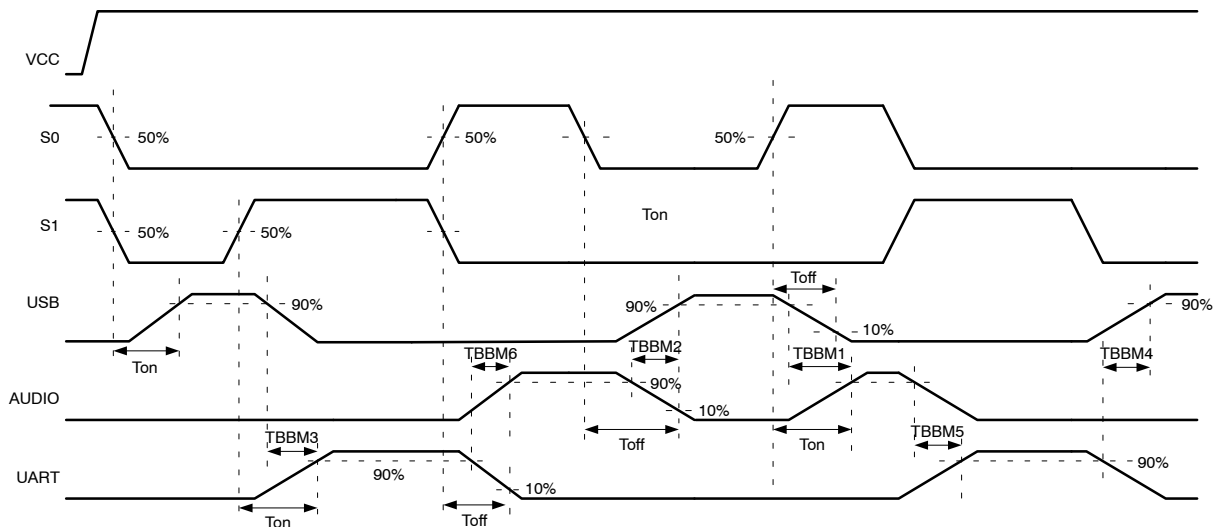 VCC
S0
50%
50%
50%
S1
50%
50%
Ton
USB
90%
90%
Toff
10%
90%
Ton
TBBM6
TBBM2
TBBM1
TBBM4
AUDIO
90%
10%
Toff
Ton
TBBM3
TBBM5
UART
90%
10%
90%
Ton
Toff